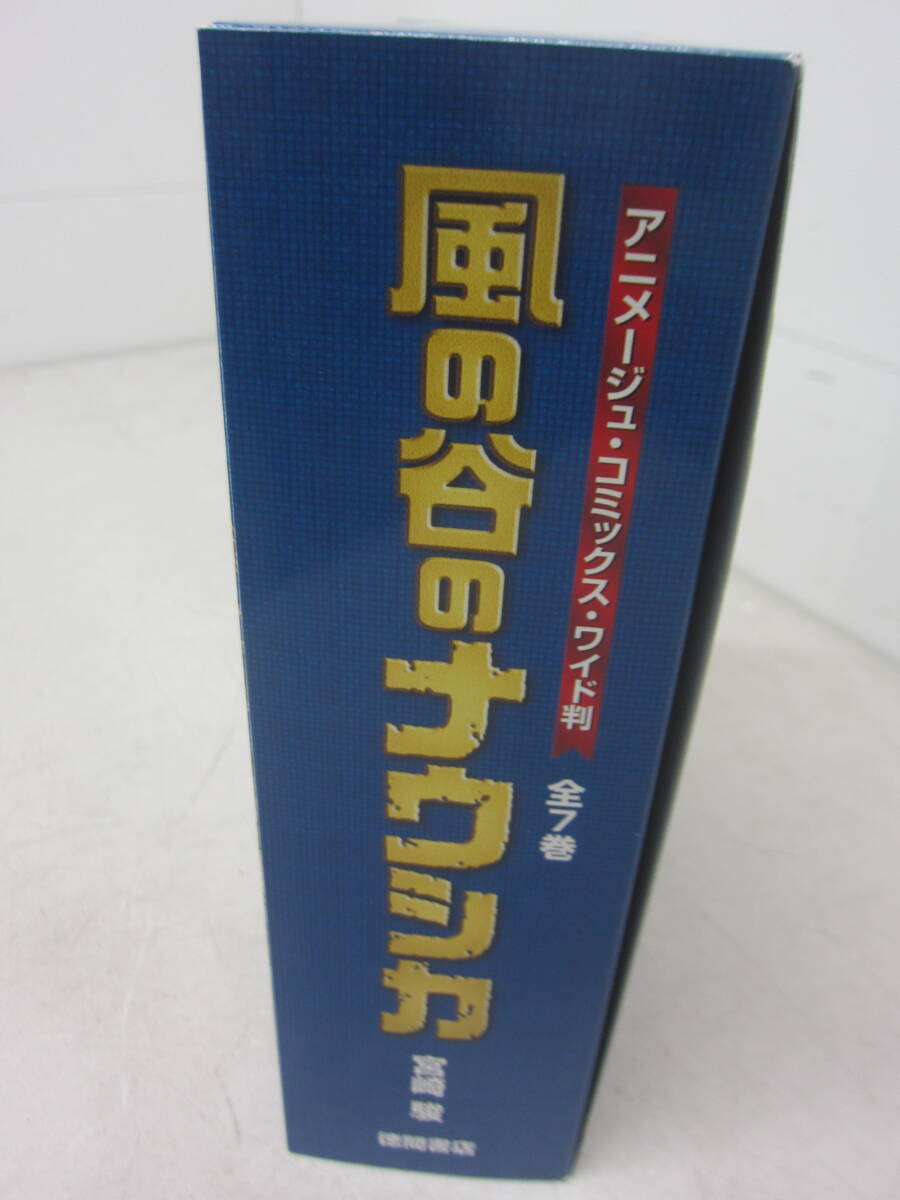 アニメージュ・コミックス・ワイド判
全7巻
風の谷のナウシカ
宮崎 駿
徳間書店